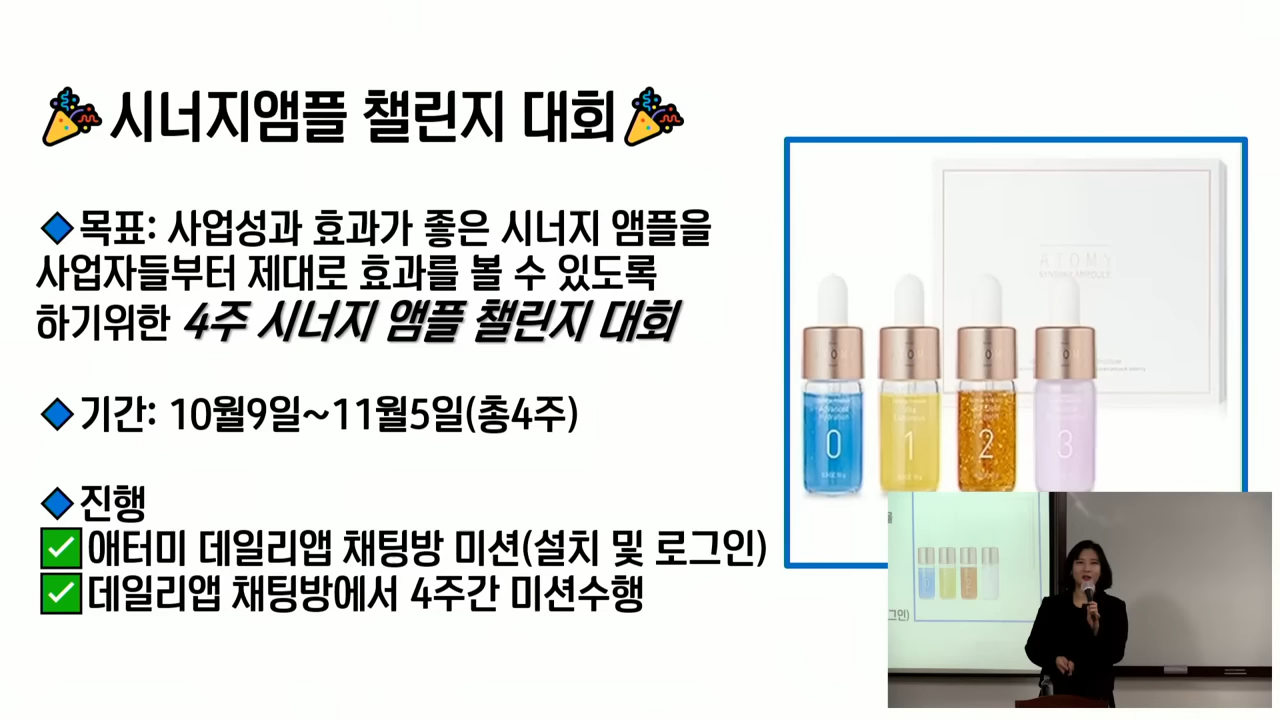 시너지앰플 챌린지 대회
목표: 사업성과 효과가 좋은 시너지 앰플을
사업자들부터 제대로 효과를 볼 수 있도록
하기위한 4주 시너지 앰플 챌린지 대회
기간: 10월9일~11월5일(총4주)
진행
애터미 데일리앱 채팅방 미션(설치 및 로그인)
데일리앱 채팅방에서 4주간 미션수행
ATOMY
0
1
2
3
그인)